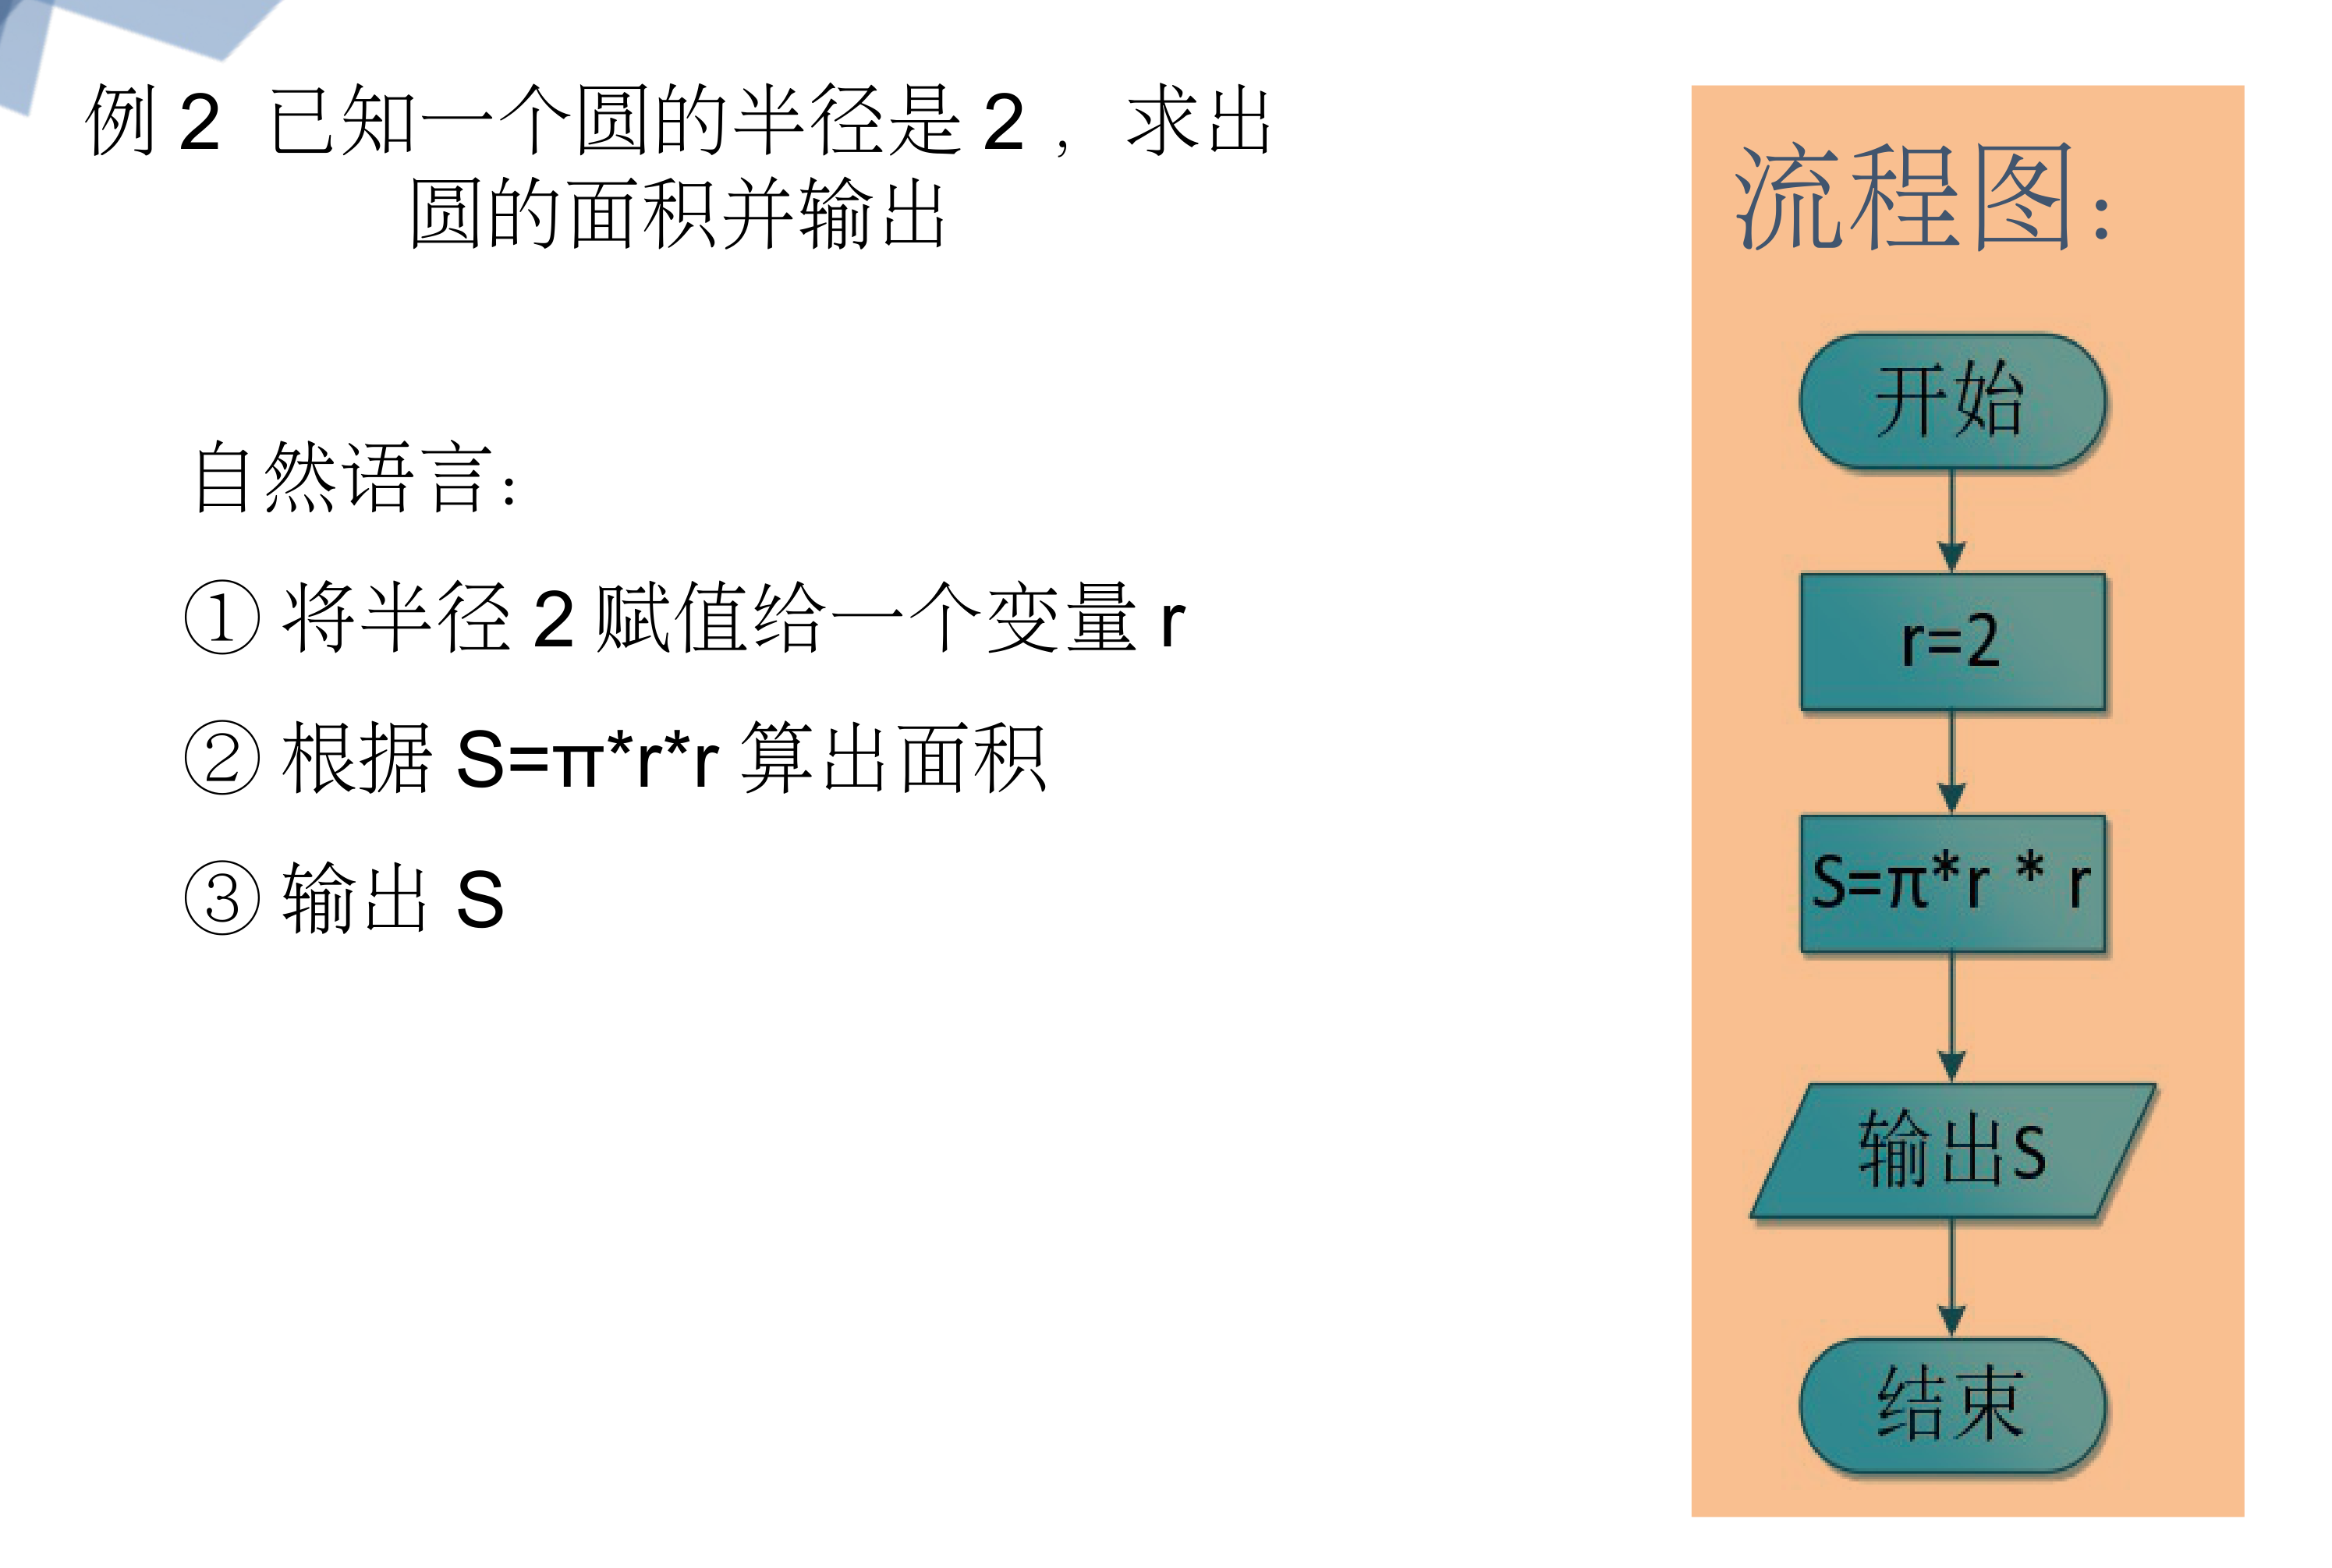 例 2 已知一个圆的半径是 2，求出
圆的面积并输出
自然语言：
① 将半径 2 赋值给一个变量 r
② 根据 S=π*r*r 算出面积
③ 输出 S
流程图：
开始
r=2
S=π*r * r
输出S
结束